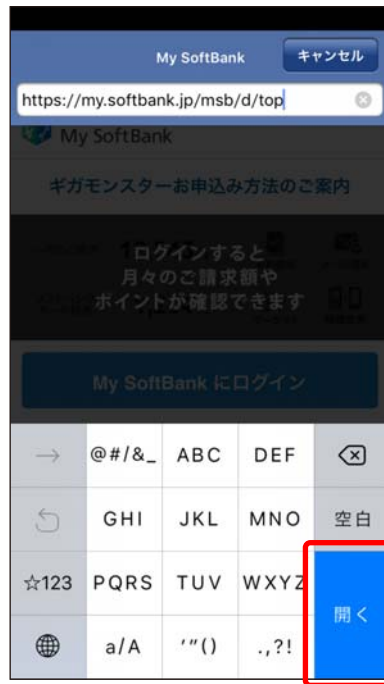 My SoftBank
キャンセル
https://my.softbank.jp/msb/d/top
My SoftBank
ギガモンスターお申込み方法のご案内
ログインすると
月々のご請求額や
ポイントが確認できます
My SoftBank にログイン
→ @#/&_ ABC DEF
GHI JKL MNO 空白
☆123 PQRS TUV WXYZ
開く
a/A '"() .,?!